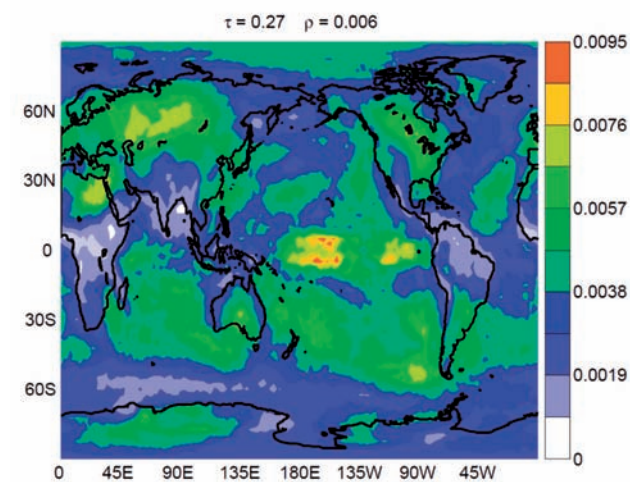 τ = 0.27 ρ = 0.006
0.0095
60N
0.0076
30N
0.0057
0
0.0038
30S
0.0019
60S
0
0 45E 90E 135E 180E 135W 90W 45W